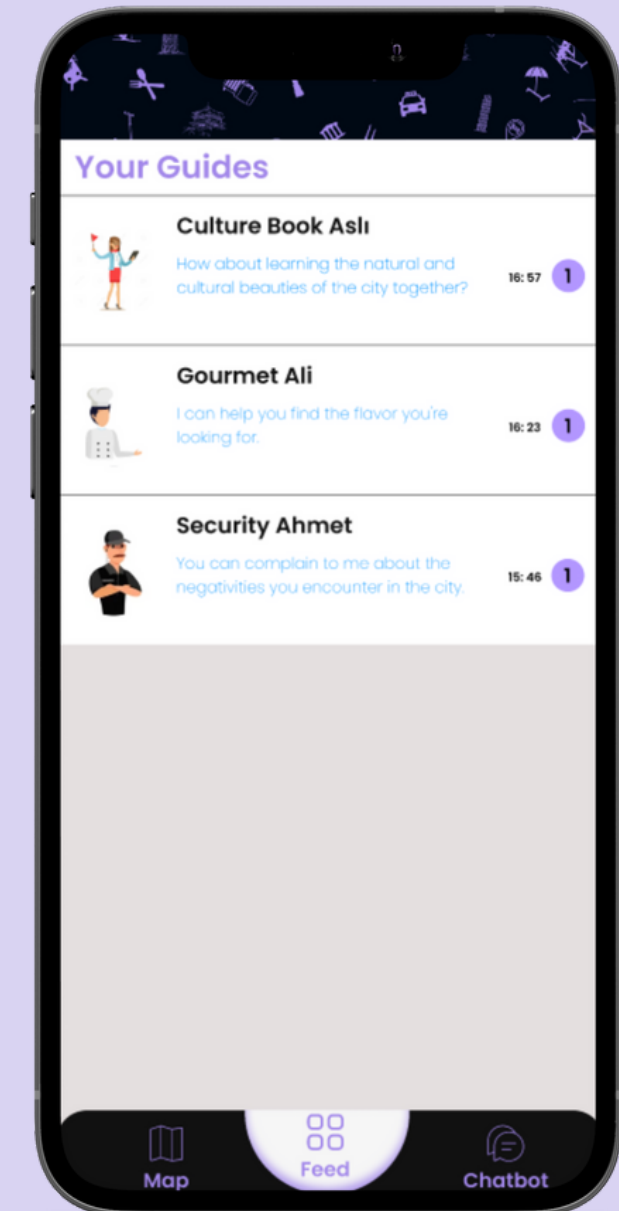 Your Guides
Culture Book Aslı
How about learning the natural and
cultural beauties of the city together?
16: 57
1
Gourmet Ali
I can help you find the flavor you're
looking for.
16: 23
1
Security Ahmet
You can complain to me about the
negativities you encounter in the city.
15: 46
1
Map
Feed
Chatbot